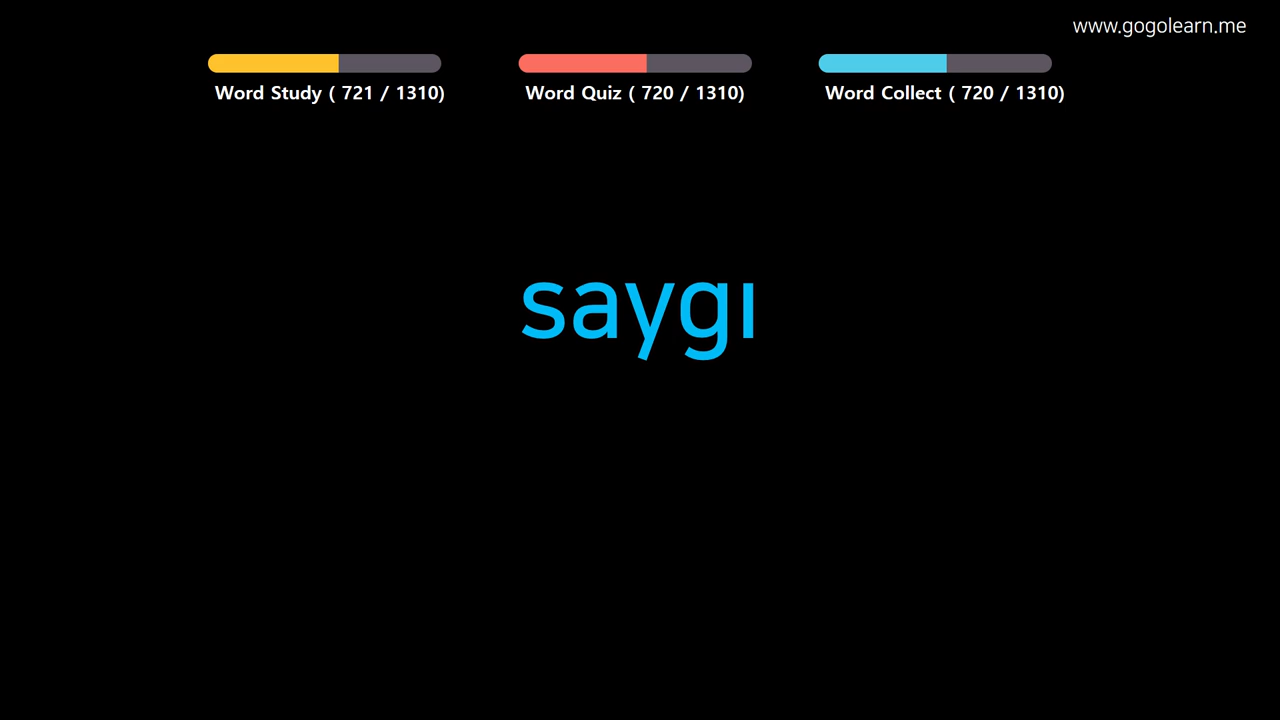 www.gogolearn.me
Word Study ( 721 / 1310)
Word Quiz ( 720 / 1310)
Word Collect ( 720 / 1310)
saygı